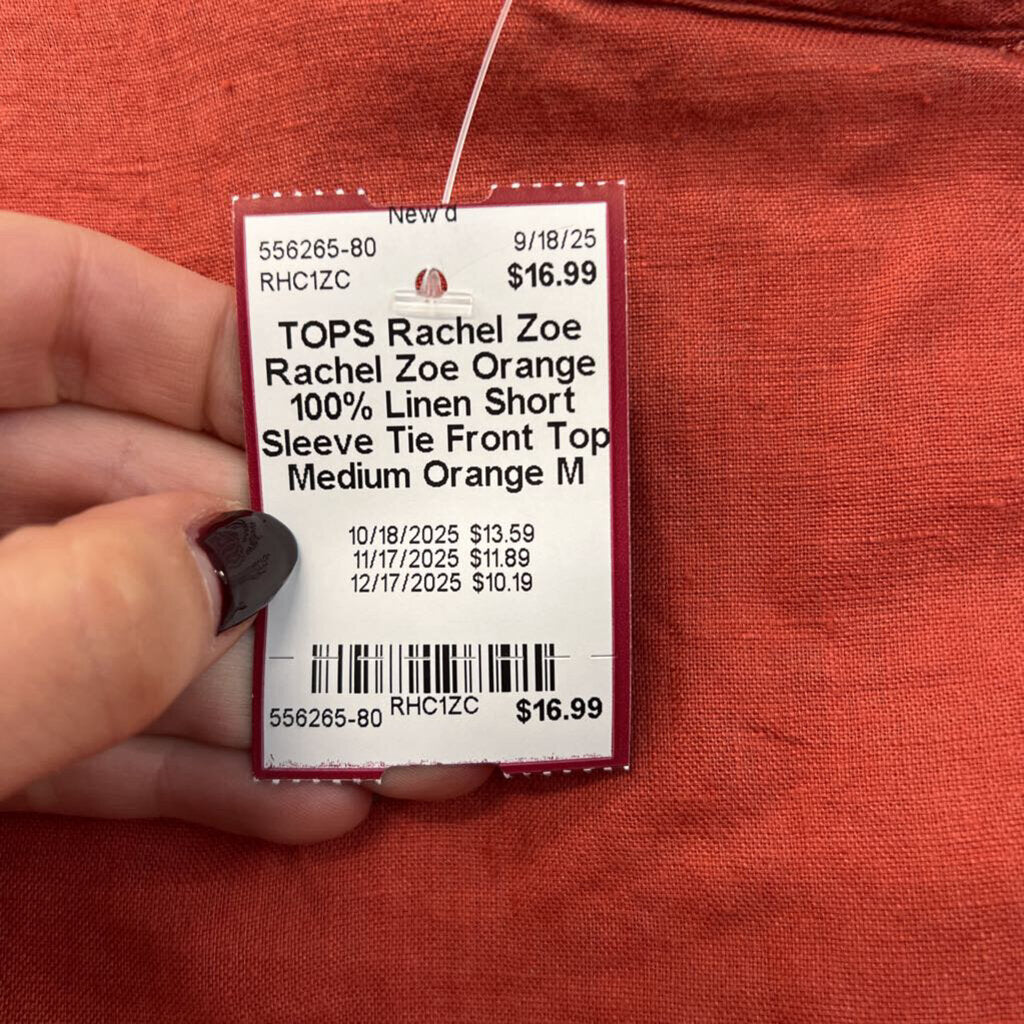 New'd
556265-80 9/18/25
RHC1ZC $16.99
TOPS Rachel Zoe
Rachel Zoe Orange
100% Linen Short
Sleeve Tie Front Top
Medium Orange M
10/18/2025 $13.59
11/17/2025 $11.89
12/17/2025 $10.19
556265-80 RHC1ZC $16.99